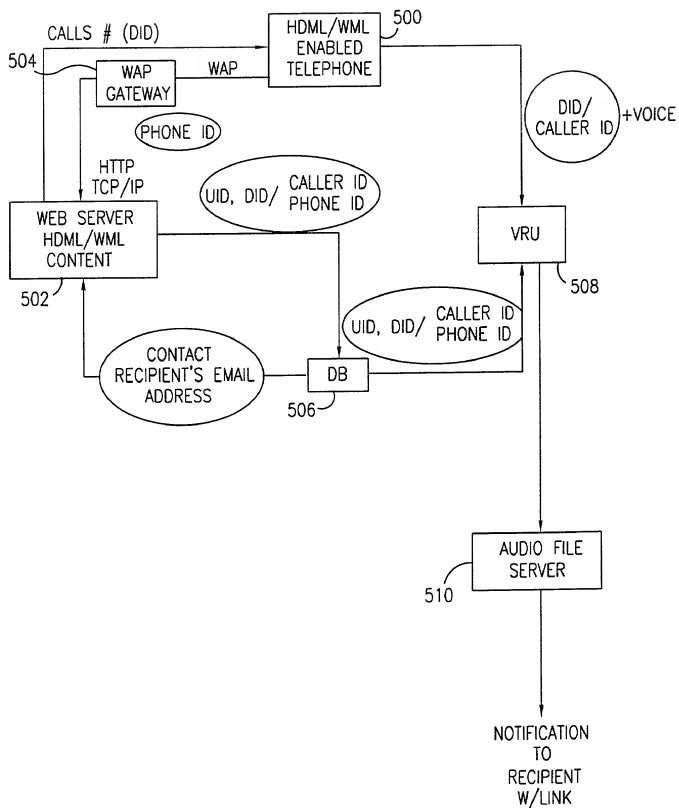 CALLS # (DID)
HDML/WML
ENABLED
TELEPHONE
500
504
WAP
GATEWAY
WAP
PHONE ID
DID/
CALLER ID
+VOICE
HTTP
TCP/IP
UID, DID/ CALLER ID
PHONE ID
WEB SERVER
HDML/WML
CONTENT
502
VRU
508
UID, DID/ CALLER ID
PHONE ID
CONTACT
RECIPIENT'S EMAIL
ADDRESS
DB
506
AUDIO FILE
SERVER
510
NOTIFICATION
TO
RECIPIENT
W/LINK